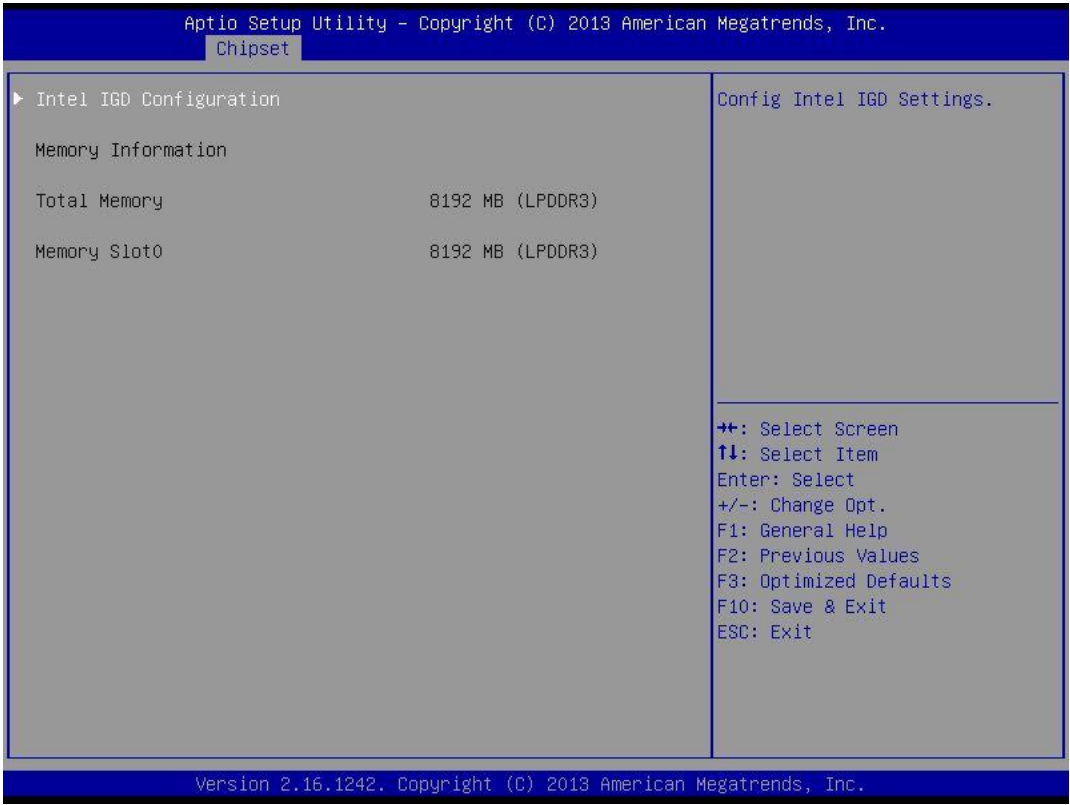 Aptio Setup Utility – Copyright (C) 2013 American Megatrends, Inc.
Chipset
Intel IGD Configuration
Memory Information
Total Memory 8192 MB (LPDDR3)
Memory Slot0 8192 MB (LPDDR3)
Config Intel IGD Settings.
→←: Select Screen
↑↓: Select Item
Enter: Select
+/-: Change Opt.
F1: General Help
F2: Previous Values
F3: Optimized Defaults
F10: Save & Exit
ESC: Exit
Version 2.16.1242. Copyright (C) 2013 American Megatrends, Inc.